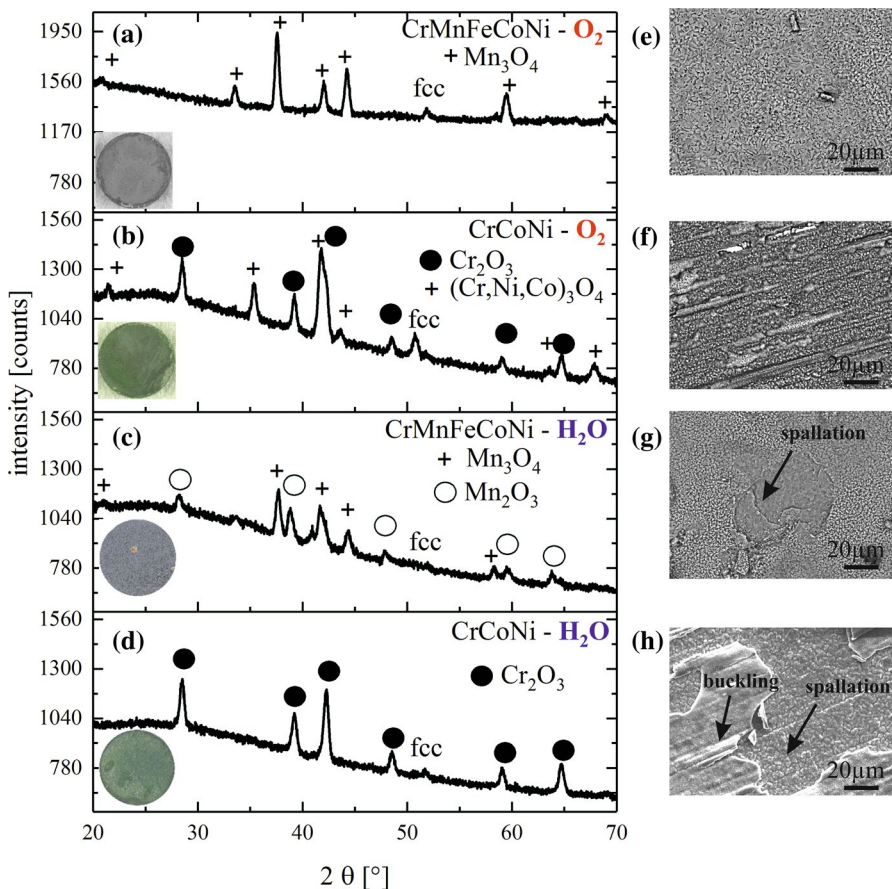 intensity [counts]
(a)
CrMnFeCoNi - O₂
+ Mn₃O₄
fcc
1950
1560
1170
780
(b)
CrCoNi - O₂
● Cr₂O₃
+ (Cr,Ni,Co)₃O₄
fcc
1560
1300
1040
780
(c)
CrMnFeCoNi - H₂O
+ Mn₃O₄
○ Mn₂O₃
fcc
1560
1300
1040
780
(d)
CrCoNi - H₂O
● Cr₂O₃
fcc
1560
1300
1040
780
20 30 40 50 60 70
2 θ [°]
(e)
20μm
(f)
20μm
(g)
spallation
20μm
(h)
buckling
spallation
20μm